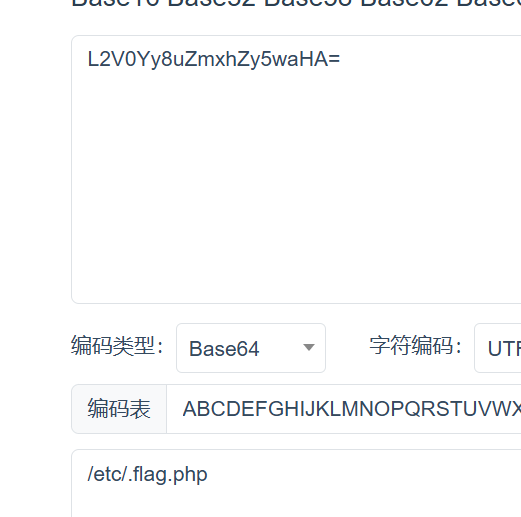 Base16 Base32 Base58 Base62 Base
L2V0Yy8uZmxhZy5waHA=
编码类型： Base64 字符编码： UTF
编码表 ABCDEFGHIJKLMNOPQRSTUVWX
/etc/.flag.php